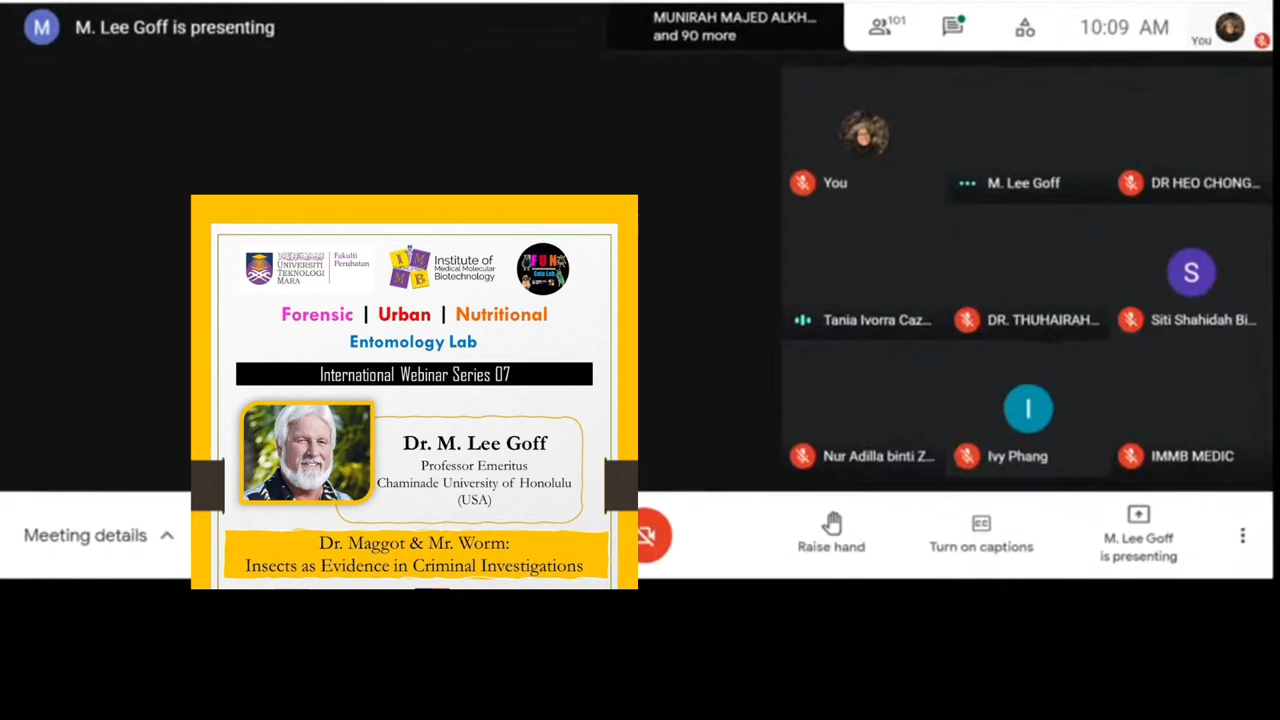 M
M. Lee Goff is presenting
MUNIRAH MAJED ALKH...
and 90 more
101
10:09 AM
You
You
M. Lee Goff
DR HEO CHONG...
S
Tania Ivorra Caz...
DR. THUHAIRAH...
Siti Shahidah Bi...
I
Nur Adilla binti Z...
Ivy Phang
IMMB MEDIC
UNIVERSITI
TEKNOLOGI
MARA
Fakulti
Perubatan
I M
M B
Institute of
Medical Molecular
Biotechnology
FUN
Ento Lab
Forensic | Urban | Nutritional
Entomology Lab
International Webinar Series 07
Dr. M. Lee Goff
Professor Emeritus
Chaminade University of Honolulu
(USA)
Dr. Maggot & Mr. Worm:
Insects as Evidence in Criminal Investigations
Meeting details
Raise hand
CC
Turn on captions
M. Lee Goff
is presenting